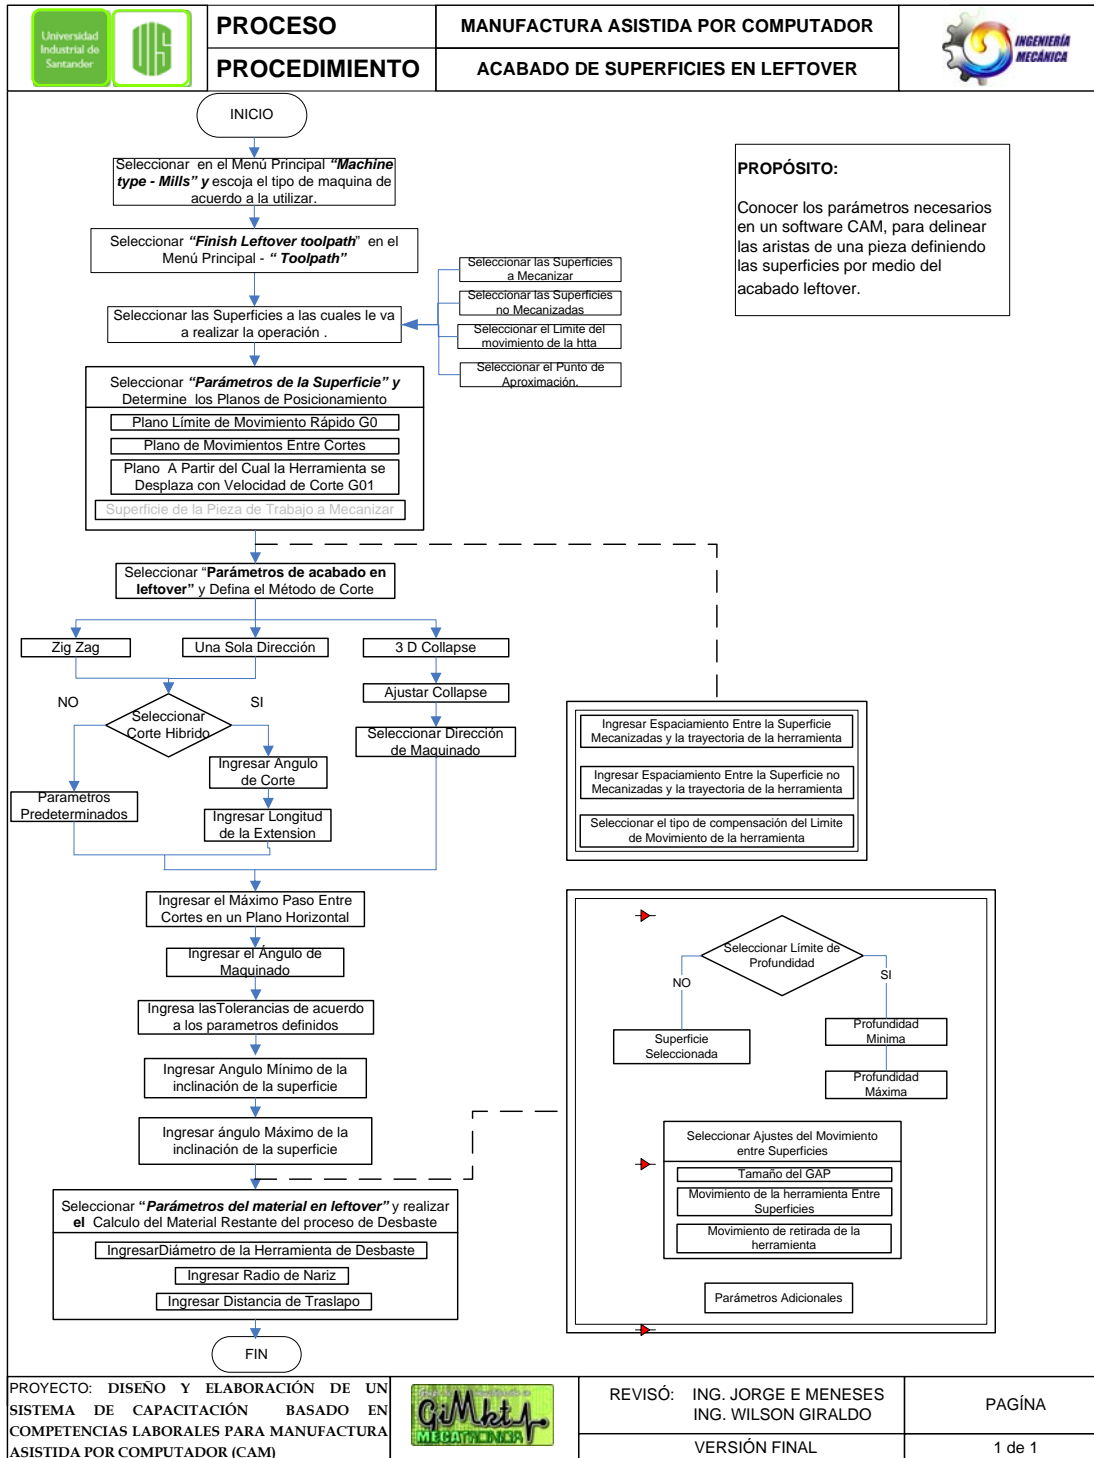 Universidad
Industrial de
Santander
UIS
PROCESO
MANUFACTURA ASISTIDA POR COMPUTADOR
PROCEDIMIENTO
ACABADO DE SUPERFICIES EN LEFTOVER
INGENIERÍA
MECÁNICA
INICIO
Seleccionar en el Menú Principal “Machine
type - Mills” y escoja el tipo de maquina de
acuerdo a la utilizar.
PROPÓSITO:
Conocer los parámetros necesarios
en un software CAM, para delinear
las aristas de una pieza definiendo
las superficies por medio del
acabado leftover.
Seleccionar “Finish Leftover toolpath” en el
Menú Principal - “ Toolpath”
Seleccionar las Superficies
a Mecanizar
Seleccionar las Superficies
no Mecanizadas
Seleccionar el Limite del
movimiento de la htta
Seleccionar el Punto de
Aproximación.
Seleccionar las Superficies a las cuales le va
a realizar la operación .
Seleccionar “Parámetros de la Superficie” y
Determine los Planos de Posicionamiento
Plano Límite de Movimiento Rápido G0
Plano de Movimientos Entre Cortes
Plano A Partir del Cual la Herramienta se
Desplaza con Velocidad de Corte G01
Superficie de la Pieza de Trabajo a Mecanizar
Seleccionar “Parámetros de acabado en
leftover” y Defina el Método de Corte
Zig Zag
Una Sola Dirección
3 D Collapse
Ajustar Collapse
Seleccionar Dirección
de Maquinado
NO
SI
Seleccionar
Corte Hibrido
Ingresar Angulo
de Corte
Parametros
Predeterminados
Ingresar Longitud
de la Extension
Ingresar Espaciamiento Entre la Superficie
Mecanizadas y la trayectoria de la herramienta
Ingresar Espaciamiento Entre la Superficie no
Mecanizadas y la trayectoria de la herramienta
Seleccionar el tipo de compensación del Limite
de Movimiento de la herramienta
Ingresar el Máximo Paso Entre
Cortes en un Plano Horizontal
Ingresar el Ángulo de
Maquinado
Ingresa lasTolerancias de acuerdo
a los parametros definidos
Ingresar Angulo Mínimo de la
inclinación de la superficie
Ingresar ángulo Máximo de la
inclinación de la superficie
Seleccionar Límite de
Profundidad
NO
SI
Superficie
Seleccionada
Profundidad
Minima
Profundidad
Máxima
Seleccionar Ajustes del Movimiento
entre Superficies
Tamaño del GAP
Movimiento de la herramienta Entre
Superficies
Movimiento de retirada de la
herramienta
Parámetros Adicionales
Seleccionar “Parámetros del material en leftover” y realizar
el Calculo del Material Restante del proceso de Desbaste
IngresarDiámetro de la Herramienta de Desbaste
Ingresar Radio de Nariz
Ingresar Distancia de Traslapo
FIN
PROYECTO: DISEÑO Y ELABORACIÓN DE UN
SISTEMA DE CAPACITACIÓN BASADO EN
COMPETENCIAS LABORALES PARA MANUFACTURA
ASISTIDA POR COMPUTADOR (CAM)
MECATRONICA
REVISÓ: ING. JORGE E MENESES
ING. WILSON GIRALDO
VERSIÓN FINAL
PAGÍNA
1 de 1